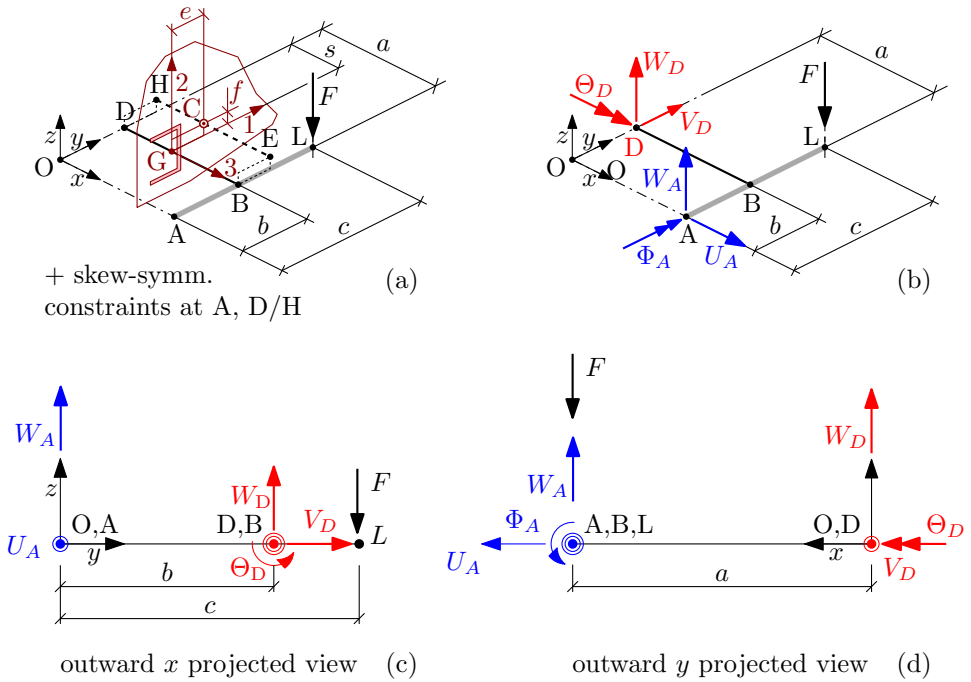 e
a
s
H
2
C
f
F
D
1
L
z
y
E
G
O
x
3
B
A
b
c
+ skew-symm.
constraints at A, D/H
(a)
W_D
a
Θ_D
F
V_D
D
L
z
y
O
x
O
W_A
B
Φ_A
A
U_A
b
c
(b)
W_A
z
O,A
D,B
W_D
V_D
F
L
U_A
y
Θ_D
b
c
outward x projected view (c)
F
W_D
W_A
Φ_A
A,B,L
O,D
Θ_D
U_A
x
V_D
a
outward y projected view (d)